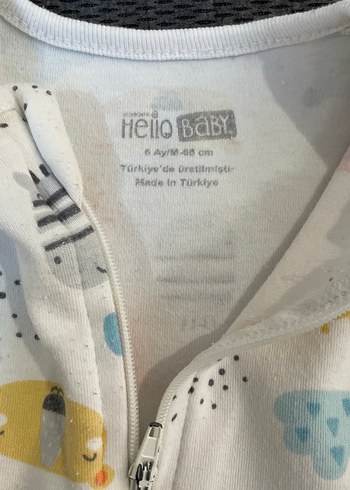 Hello BABY
6 Ay/M-68 cm
Türkiye'de üretilmiştir
Made in Türkiye